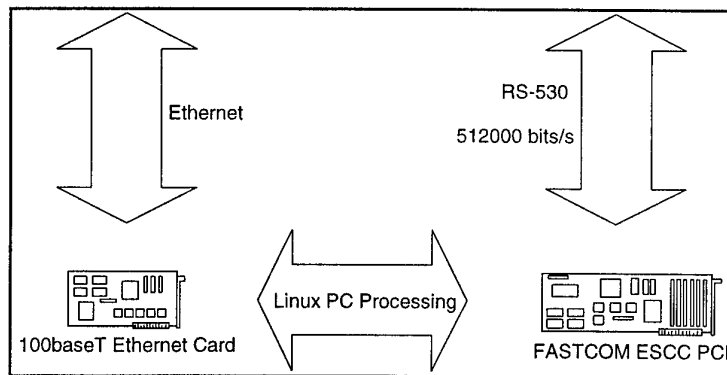 Ethernet
RS-530
512000 bits/s
Linux PC Processing
100baseT Ethernet Card
FASTCOM ESCC PCI